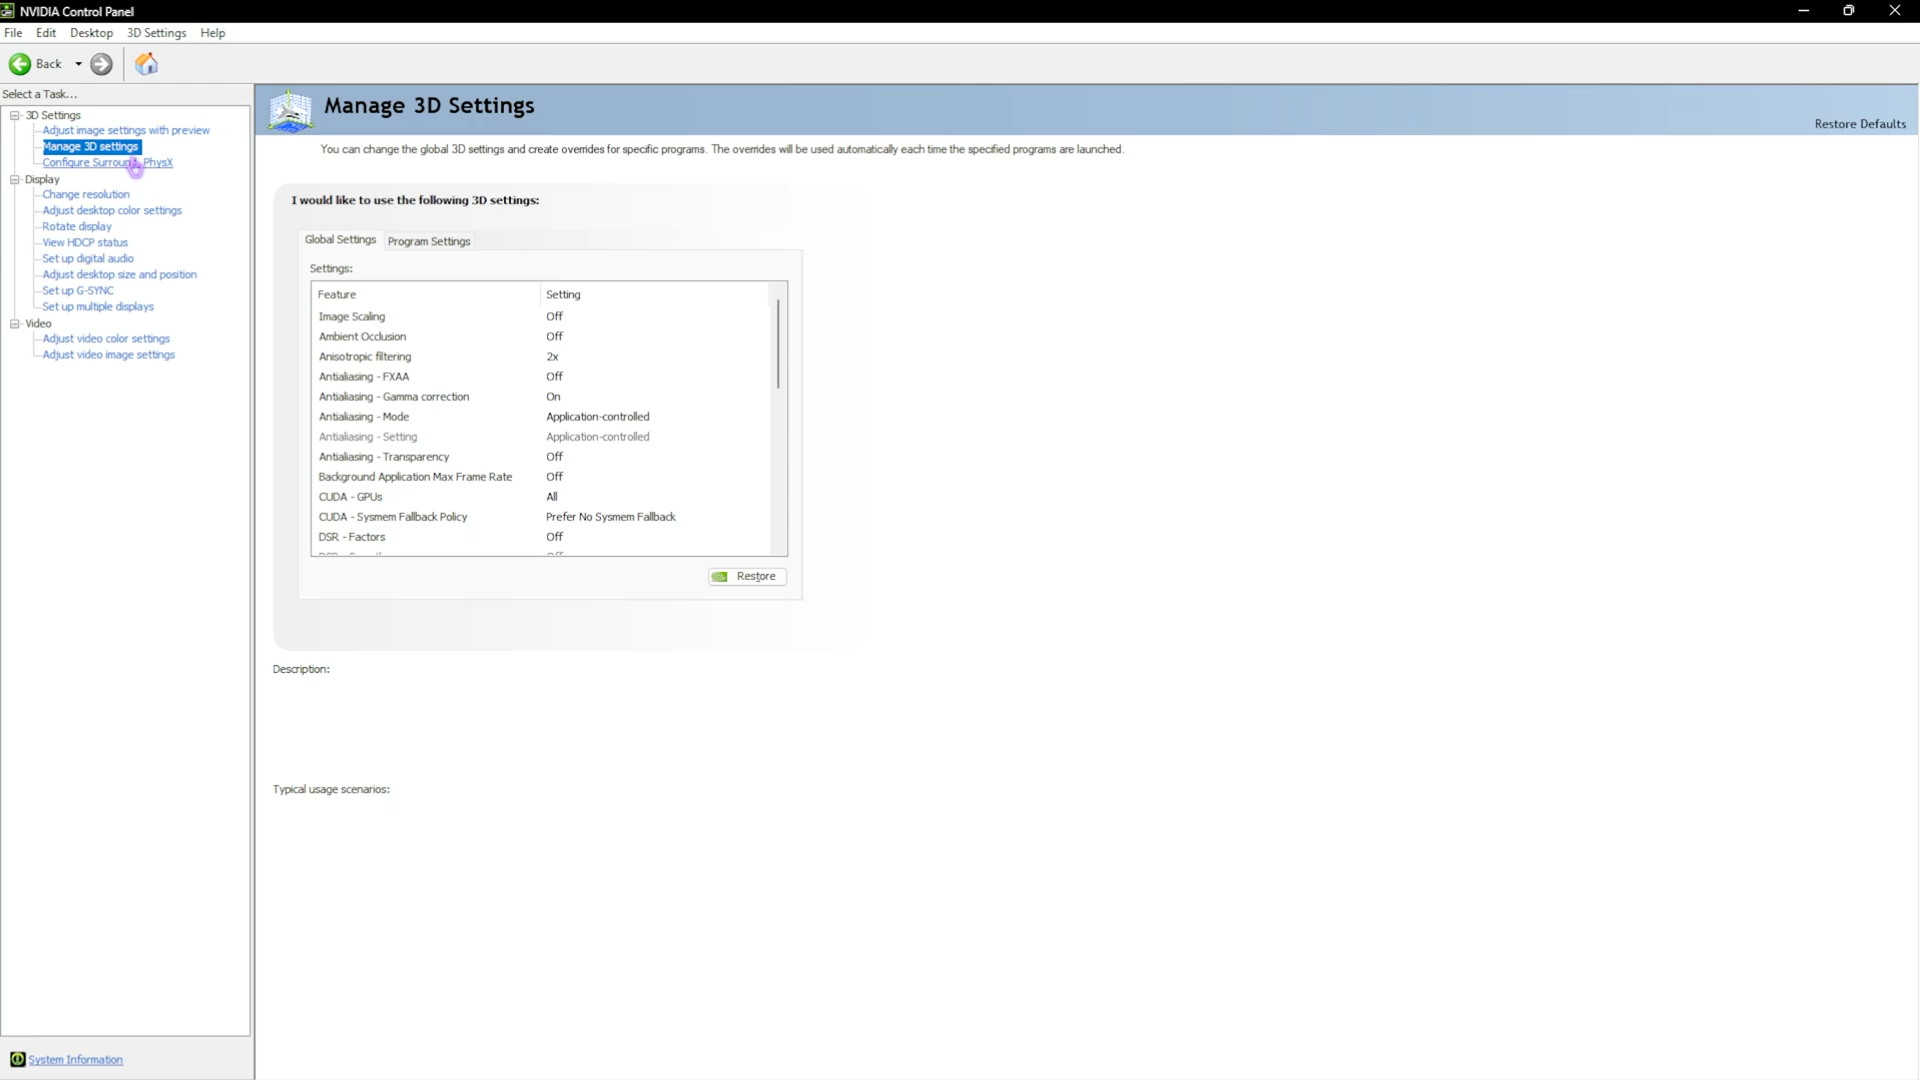 NVIDIA Control Panel
File Edit Desktop 3D Settings Help
Back
Select a Task...
3D Settings
Adjust image settings with preview
Manage 3D settings
Configure Surround, PhysX
Display
Change resolution
Adjust desktop color settings
Rotate display
View HDCP status
Set up digital audio
Adjust desktop size and position
Set up G-SYNC
Set up multiple displays
Video
Adjust video color settings
Adjust video image settings
System Information
Manage 3D Settings
Restore Defaults
You can change the global 3D settings and create overrides for specific programs. The overrides will be used automatically each time the specified programs are launched.
I would like to use the following 3D settings:
Global Settings Program Settings
Settings:
Feature Setting
Image Scaling Off
Ambient Occlusion Off
Anisotropic filtering 2x
Antialiasing - FXAA Off
Antialiasing - Gamma correction On
Antialiasing - Mode Application-controlled
Antialiasing - Setting Application-controlled
Antialiasing - Transparency Off
Background Application Max Frame Rate Off
CUDA - GPUs All
CUDA - Sysmem Fallback Policy Prefer No Sysmem Fallback
DSR - Factors Off
Restore
Description:
Typical usage scenarios: